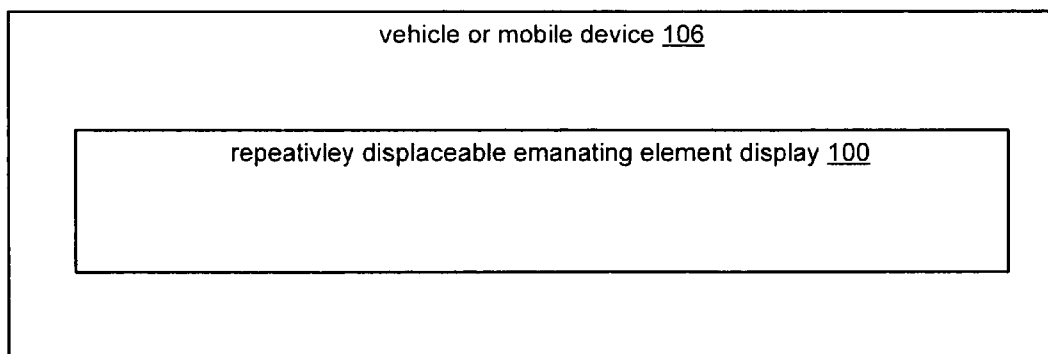 vehicle or mobile device 106
repeativley displaceable emanating element display 100